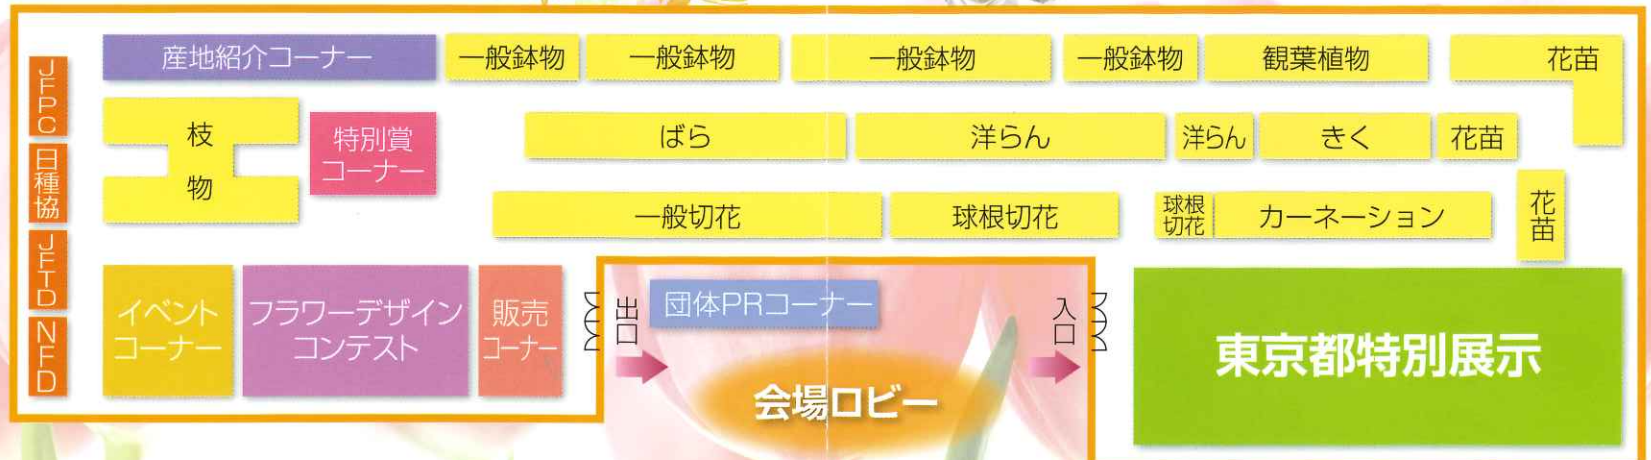 JFPC
日種協
JFTD
NFD
産地紹介コーナー
一般鉢物
一般鉢物
一般鉢物
一般鉢物
観葉植物
花苗
枝
物
特別賞
コーナー
ばら
洋らん
洋らん
きく
花苗
一般切花
球根切花
球根
切花
カーネーション
花苗
イベント
コーナー
フラワーデザイン
コンテスト
販売
コーナー
出口
団体PRコーナー
入口
会場ロビー
東京都特別展示